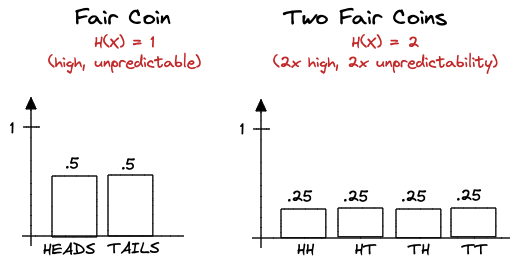 Fair Coin
H(X) = 1
(high, unpredictable)
1
.5 .5
HEADS TAILS
Two Fair Coins
H(X) = 2
(2x high, 2x unpredictability)
1
.25 .25 .25 .25
HH HT TH TT